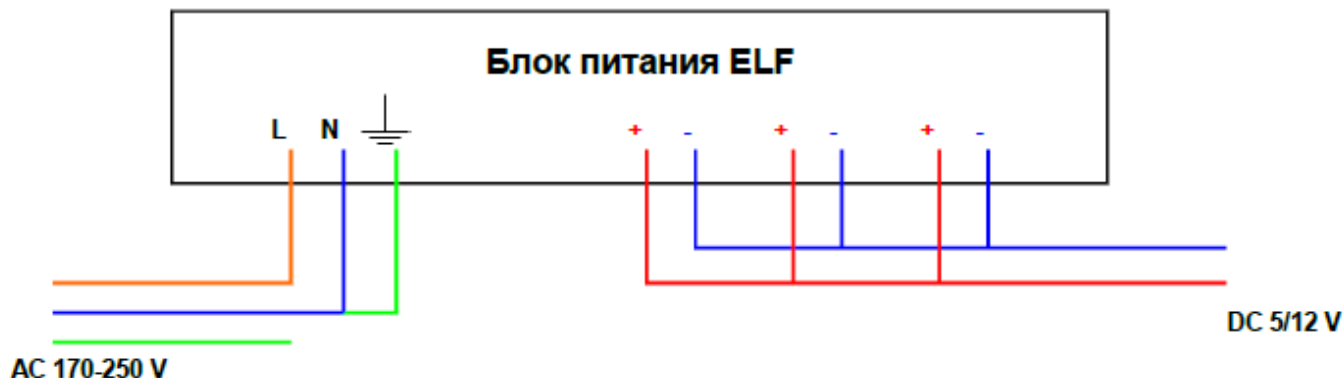 Блок питания ELF
L N
+ - + - + -
DC 5/12 V
AC 170-250 V